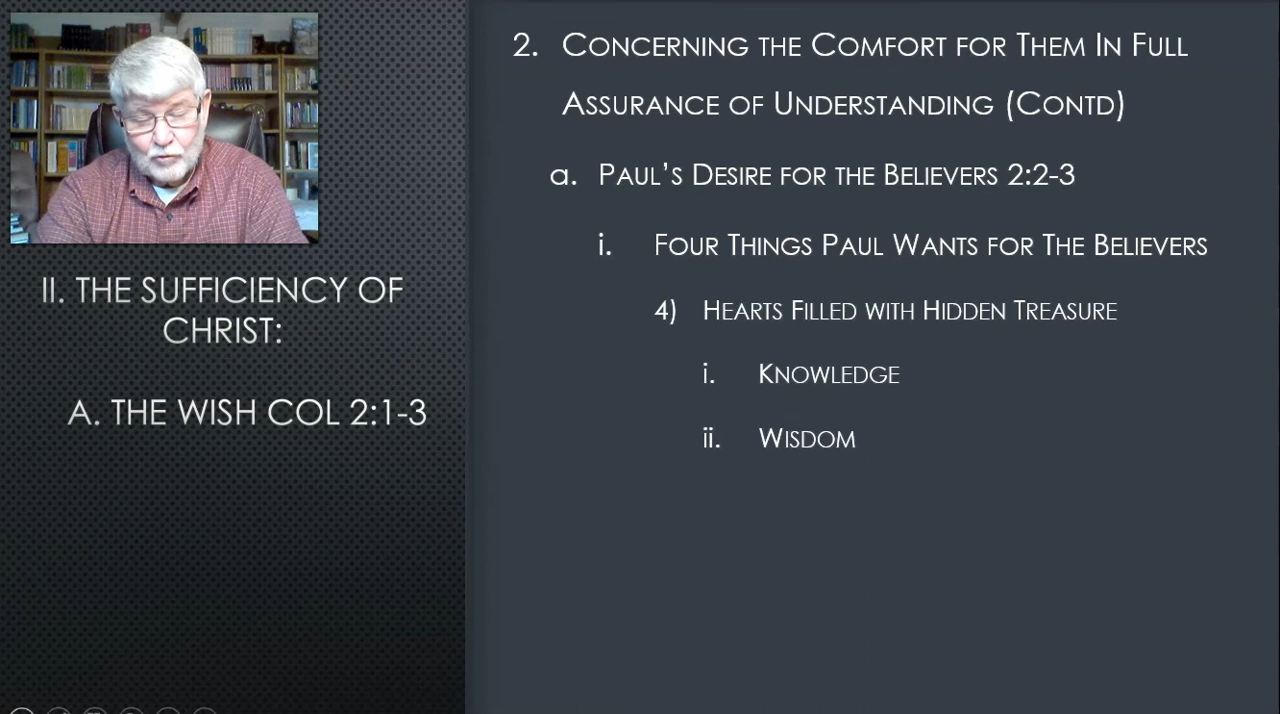 II. THE SUFFICIENCY OF
CHRIST:
A. THE WISH COL 2:1-3
2. CONCERNING THE COMFORT FOR THEM IN FULL
ASSURANCE OF UNDERSTANDING (CONTD)
a. PAUL'S DESIRE FOR THE BELIEVERS 2:2-3
i. FOUR THINGS PAUL WANTS FOR THE BELIEVERS
4) HEARTS FILLED WITH HIDDEN TREASURE
i. KNOWLEDGE
ii. WISDOM